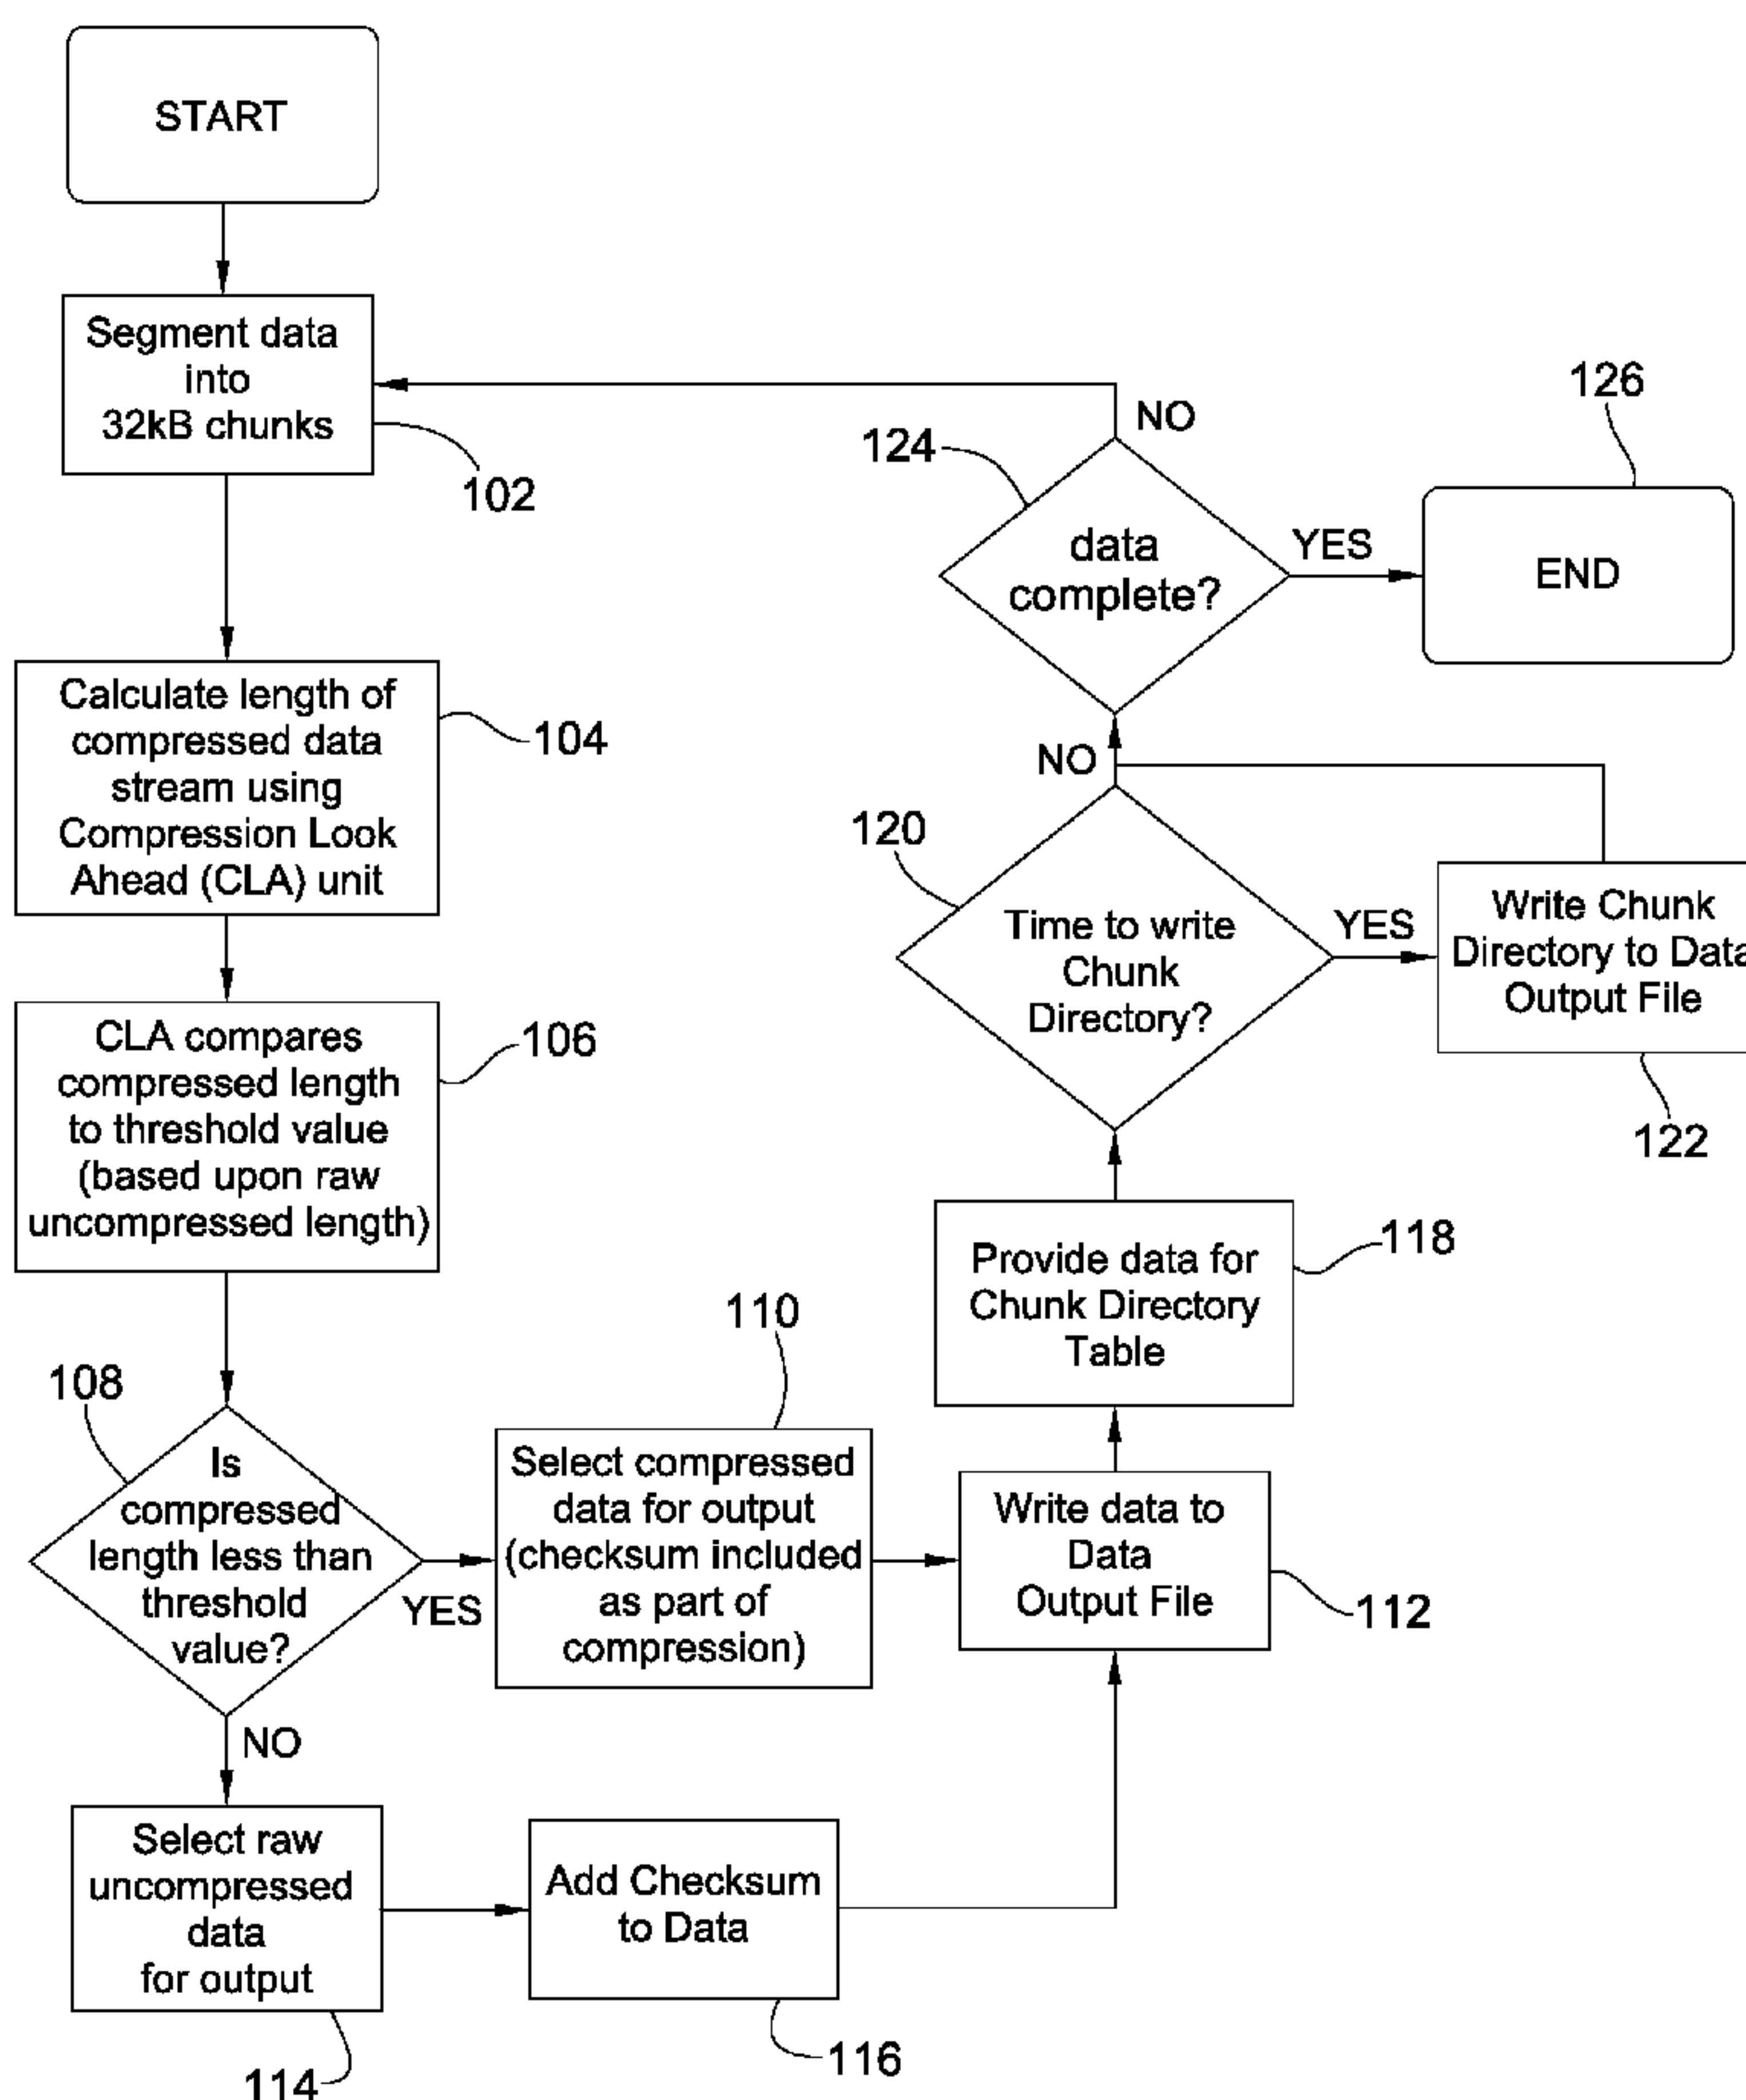 START
Segment data
into
32kB chunks
102
Calculate length of
compressed data
stream using
Compression Look
Ahead (CLA) unit
104
CLA compares
compressed length
to threshold value
(based upon raw
uncompressed length)
106
108
Is
compressed
length less than
threshold
value?
YES
NO
110
Select compressed
data for output
(checksum included
as part of
compression)
Write data to
Data
Output File
112
Select raw
uncompressed
data
for output
114
Add Checksum
to Data
116
Provide data for
Chunk Directory
Table
118
120
Time to write
Chunk
Directory?
YES
NO
Write Chunk
Directory to Data
Output File
122
124
data
complete?
NO
YES
126
END